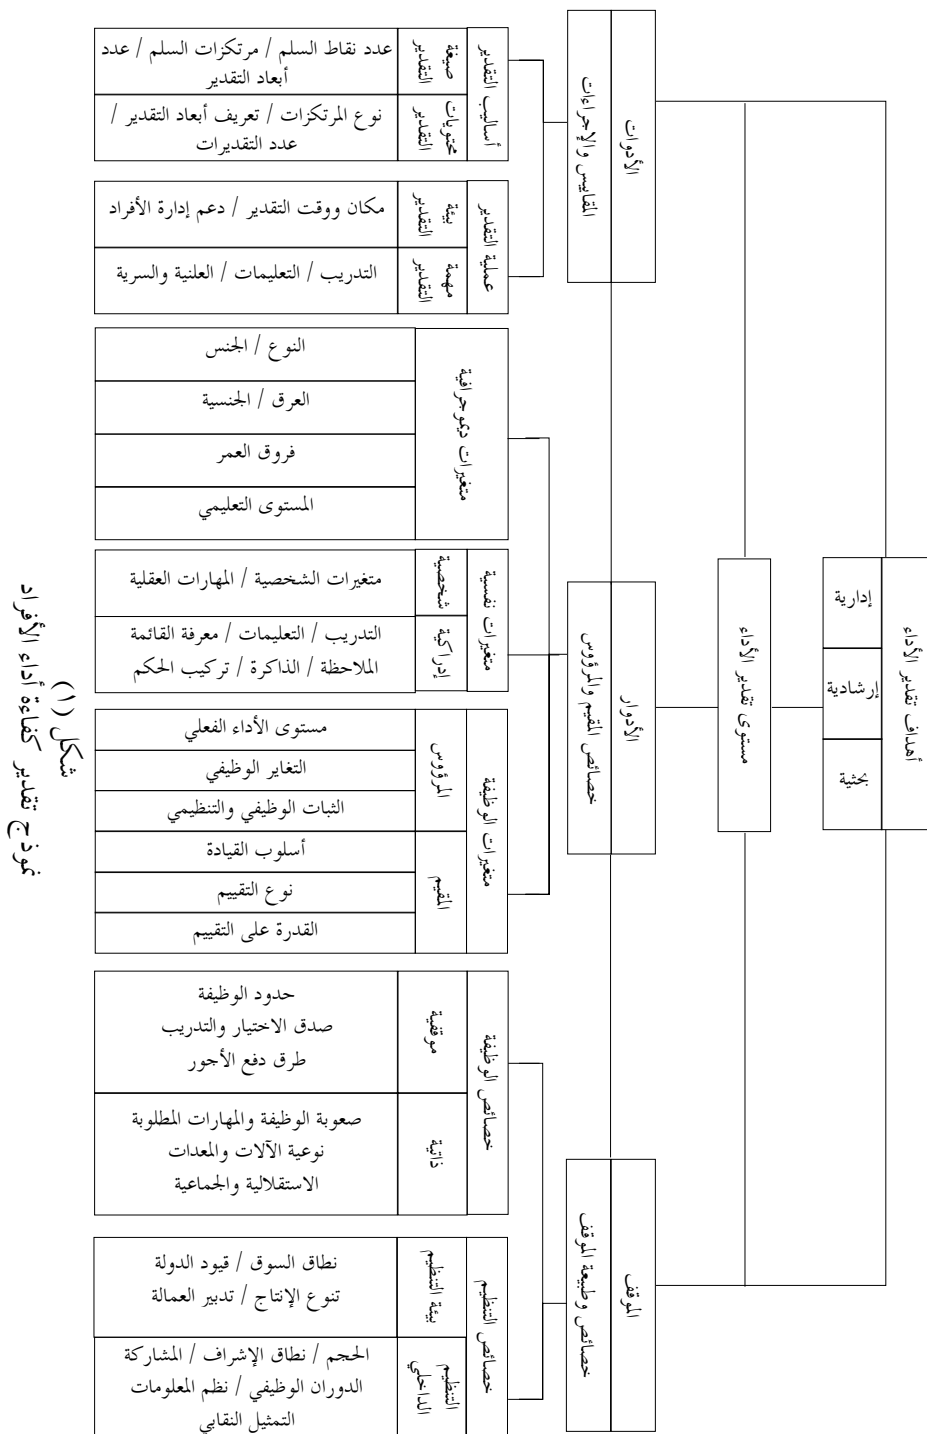 أهداف تقدير الأداء
إدارية
إرشادية
بحثية
مستوى تقدير الأداء
الأدوات
المقاييس والإجراءات
أساليب التقدير
صيغة
التقدير
عدد نقاط السلم / مرتكزات السلم / عدد
أبعاد التقدير
محتويات
التقدير
نوع المرتكزات / تعريف أبعاد التقدير /
عدد التقديرات
عملية التقدير
بيئة
التقدير
مكان ووقت التقدير / دعم إدارة الأفراد
مهمة
التقدير
التدريب / التعليمات / العلنية والسرية
الأدوار
خصائص المقيم والمرؤوس
متغيرات ديموجرافية
النوع / الجنس
العرق / الجنسية
فروق العمر
المستوى التعليمي
متغيرات نفسية
شخصية
متغيرات الشخصية / المهارات العقلية
إدراكية
التدريب / التعليمات / معرفة القائمة
الملاحظة / الذاكرة / تركيب الحكم
متغيرات الوظيفة
المرؤوس
مستوى الأداء الفعلي
التغاير الوظيفي
الثبات الوظيفي والتنظيمي
المقيم
أسلوب القيادة
نوع التقييم
القدرة على التقييم
الموقف
خصائص وطبيعة الموقف
خصائص الوظيفة
موقفية
حدود الوظيفة
صدق الاختيار والتدريب
طرق دفع الأجور
ذاتية
صعوبة الوظيفة والمهارات المطلوبة
نوعية الآلات والمعدات
الاستقلالية والجماعية
خصائص التنظيم
بيئة التنظيم
نطاق السوق / قيود الدولة
تنوع الإنتاج / تدبير العمالة
التنظيم
الداخلي
الحجم / نطاق الإشراف / المشاركة
الدوران الوظيفي / نظم المعلومات
التمثيل النقابي
شكل (١)
نموذج تقدير كفاءة أداء الأفراد